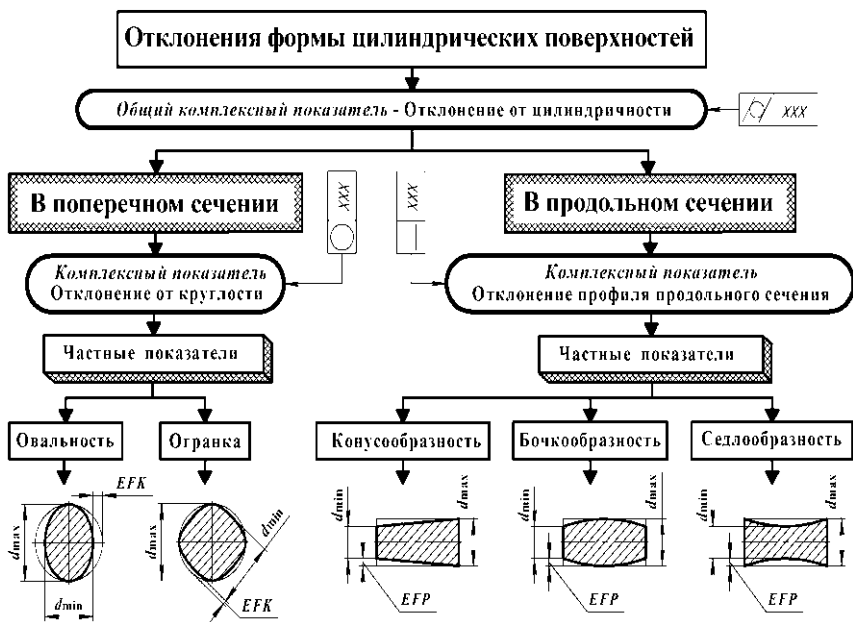 Отклонения формы цилиндрических поверхностей
Общий комплексный показатель - Отклонение от цилиндричности
XXX
В поперечном сечении
XXX
XXX
В продольном сечении
Комплексный показатель
Отклонение от круглости
Комплексный показатель
Отклонение профиля продольного сечения
Частные показатели
Частные показатели
Овальность
Огранка
Конусообразность
Бочкообразность
Седлообразность
EFK
dmax
dmin
dmax
dmin
EFK
dmin
dmax
EFP
dmin
dmax
EFP
dmin
dmax
EFP